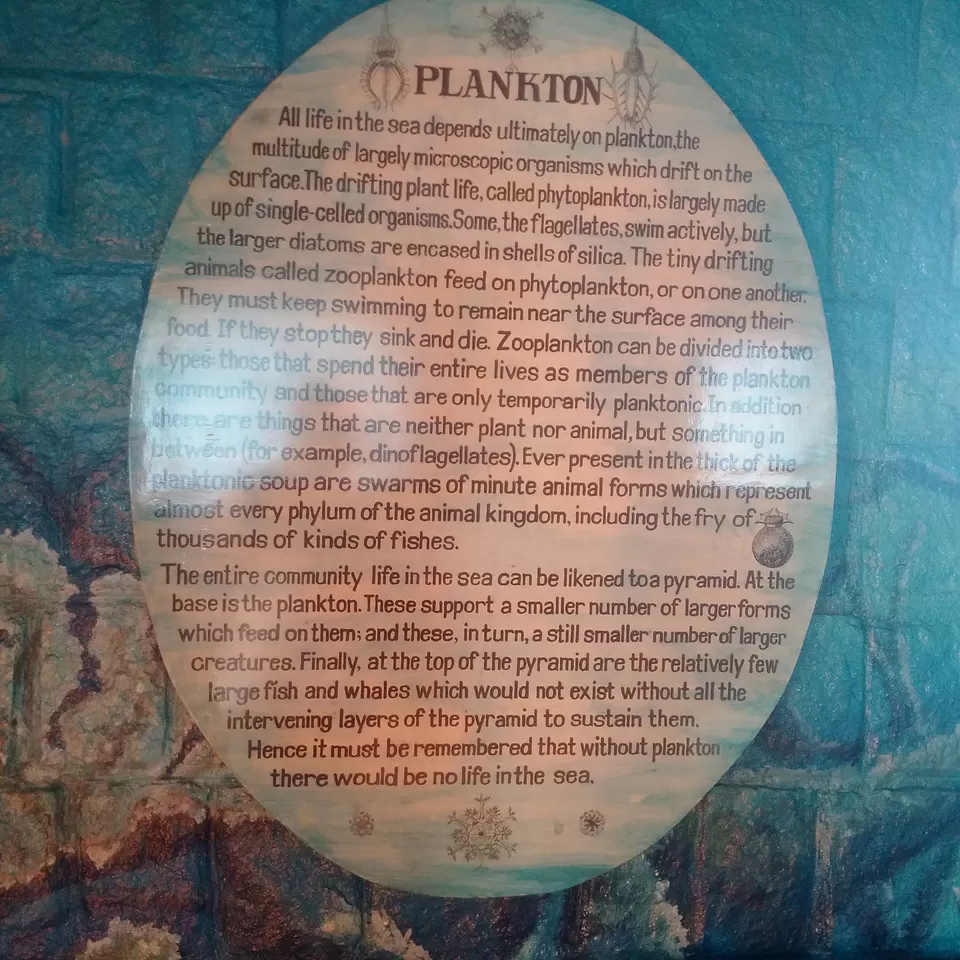 PLANKTON
All life in the sea depends ultimately on plankton, the
multitude of largely microscopic organisms which drift on the
surface. The drifting plant life, called phytoplankton, is largely made
up of single-celled organisms. Some, the flagellates, swim actively, but
the larger diatoms are encased in shells of silica. The tiny drifting
animals called zooplankton feed on phytoplankton, or on one another.
They must keep swimming to remain near the surface among their
food. If they stop they sink and die. Zooplankton can be divided into two
types: those that spend their entire lives as members of the plankton
community and those that are only temporarily planktonic. In addition
there are things that are neither plant nor animal, but something in
between (for example, dinoflagellates). Ever present in the thick of the
planktonic soup are swarms of minute animal forms which represent
almost every phylum of the animal kingdom, including the fry of
thousands of kinds of fishes.
The entire community life in the sea can be likened to a pyramid. At the
base is the plankton. These support a smaller number of larger forms
which feed on them; and these, in turn, a still smaller number of larger
creatures. Finally, at the top of the pyramid are the relatively few
large fish and whales which would not exist without all the
intervening layers of the pyramid to sustain them.
Hence it must be remembered that without plankton
there would be no life in the sea.